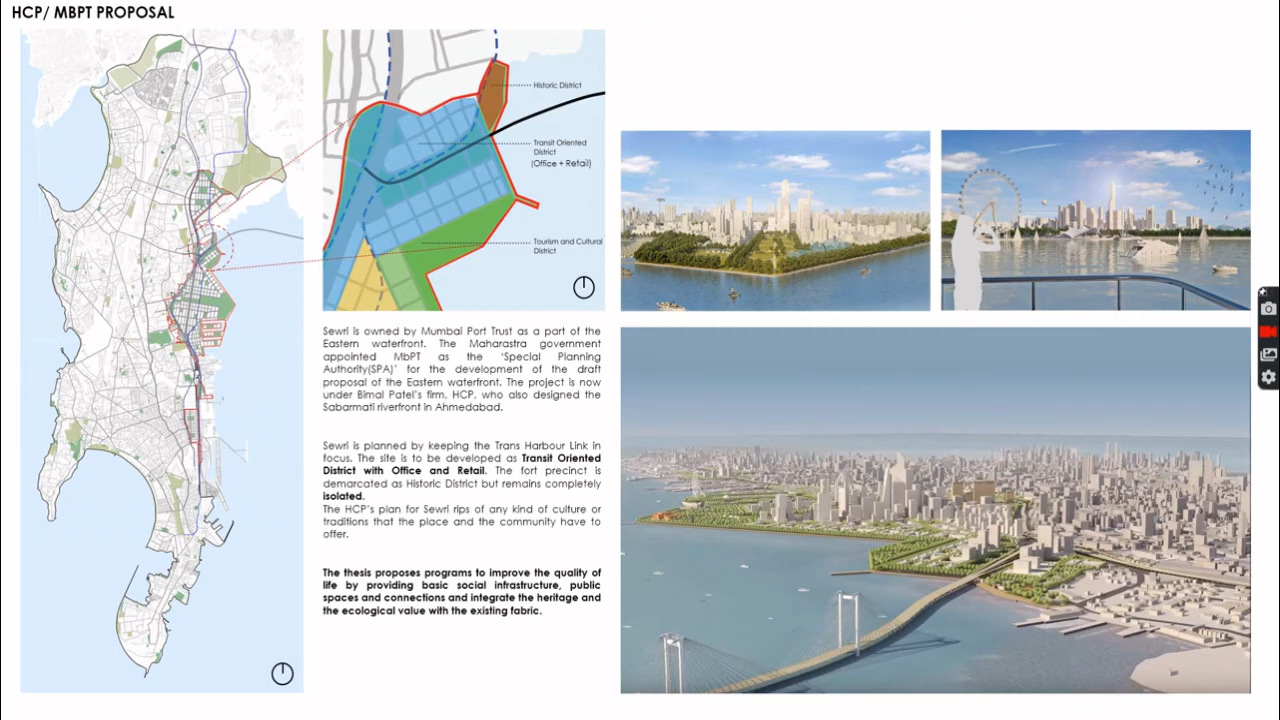 HCP/ MBPT PROPOSAL
Historic District
Transit Oriented
District
(Office + Retail)
Tourism and Cultural
District
Sewri is owned by Mumbai Port Trust as a part of the
Eastern waterfront. The Maharastra government
appointed MbPT as the ‘Special Planning
Authority(SPA)’ for the development of the draft
proposal of the Eastern waterfront. The project is now
under Bimal Patel’s firm, HCP, who also designed the
Sabarmati riverfront in Ahmedabad.
Sewri is planned by keeping the Trans Harbour Link in
focus. The site is to be developed as Transit Oriented
District with Office and Retail. The fort precinct is
demarcated as Historic District but remains completely
isolated.
The HCP’s plan for Sewri rips of any kind of culture or
traditions that the place and the community have to
offer.
The thesis proposes programs to improve the quality of
life by providing basic social infrastructure, public
spaces and connections and integrate the heritage and
the ecological value with the existing fabric.